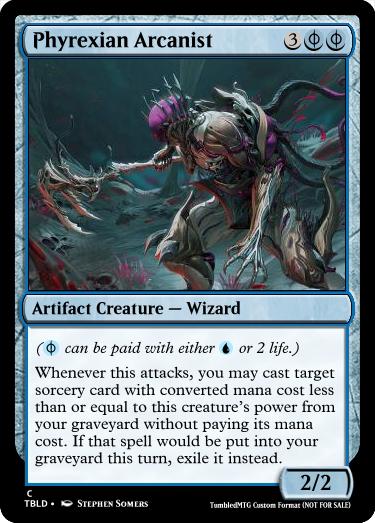 Phyrexian Arcanist 3
Artifact Creature — Wizard
( can be paid with either or 2 life.)
Whenever this attacks, you may cast target
sorcery card with converted mana cost less
than or equal to this creature's power from
your graveyard without paying its mana
cost. If that spell would be put into your
graveyard this turn, exile it instead.
2/2
C
TBLD • Stephen Somers
TumbledMTG Custom Format (NOT FOR SALE)